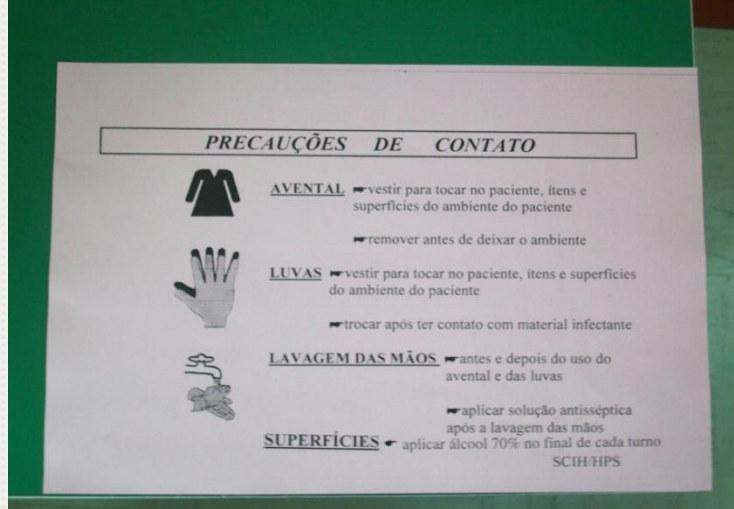 PRECAUÇÕES DE CONTATO
AVENTAL ☛vestir para tocar no paciente, ítens e
superfícies do ambiente do paciente
☛remover antes de deixar o ambiente
LUVAS ☛vestir para tocar no paciente, ítens e superfícies
do ambiente do paciente
☛trocar após ter contato com material infectante
LAVAGEM DAS MÃOS ☛antes e depois do uso do
avental e das luvas
☛aplicar solução antisséptica
após a lavagem das mãos
SUPERFÍCIES ☛ aplicar álcool 70% no final de cada turno
SCIH/HPS